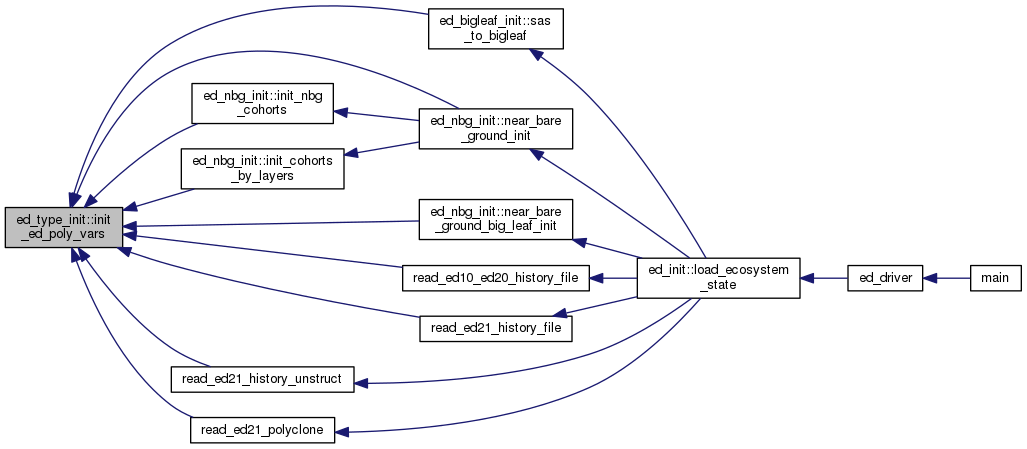 ed_bigleaf_init::sas
_to_bigleaf
ed_nbg_init::init_nbg
_cohorts
ed_nbg_init::near_bare
_ground_init
ed_nbg_init::init_cohorts
_by_layers
ed_type_init::init
_ed_poly_vars
ed_nbg_init::near_bare
_ground_big_leaf_init
read_ed10_ed20_history_file
ed_init::load_ecosystem
_state
ed_driver
main
read_ed21_history_file
read_ed21_history_unstruct
read_ed21_polyclone